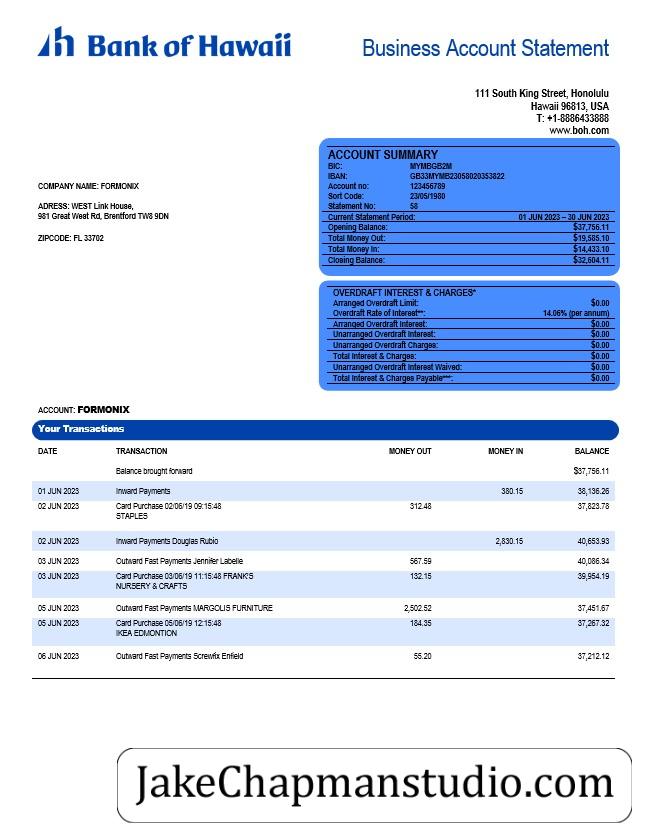 Bank of Hawaii
Business Account Statement
111 South King Street, Honolulu
Hawaii 96813, USA
T: +1-8886433888
www.boh.com
ACCOUNT SUMMARY
BIC: MYMBGB2M
IBAN: GB33MYMB23058020353822
Account no: 123456789
Sort Code: 23/05/1980
Statement No: 58
Current Statement Period: 01 JUN 2023 – 30 JUN 2023
Opening Balance: $37,756.11
Total Money Out: $19,585.10
Total Money In: $14,433.10
Closing Balance: $32,604.11
COMPANY NAME: FORMONIX
ADRESS: WEST Link House,
981 Great West Rd, Brentford TW8 9DN
ZIPCODE: FL 33702
OVERDRAFT INTEREST & CHARGES*
Arranged Overdraft Limit: $0.00
Overdraft Rate of Interest**: 14.06% (per annum)
Arranged Overdraft Interest: $0.00
Unarranged Overdraft Interest: $0.00
Unarranged Overdraft Charges: $0.00
Total Interest & Charges: $0.00
Unarranged Overdraft Interest Waived: $0.00
Total Interest & Charges Payable***: $0.00
ACCOUNT: FORMONIX
Your Transactions
DATE TRANSACTION MONEY OUT MONEY IN BALANCE
Balance brought forward $37,756.11
01 JUN 2023 Inward Payments 380.15 38,136.26
02 JUN 2023 Card Purchase 02/06/19 09:15:48 312.48 37,823.78
STAPLES
02 JUN 2023 Inward Payments Douglas Rubio 2,830.15 40,653.93
03 JUN 2023 Outward Fast Payments Jennifer Labelle 567.59 40,086.34
03 JUN 2023 Card Purchase 03/06/19 11:15:48 FRANK'S 132.15 39,954.19
NURSERY & CRAFTS
05 JUN 2023 Outward Fast Payments MARGOLIS FURNITURE 2,502.52 37,451.67
05 JUN 2023 Card Purchase 05/06/19 12:15:48 184.35 37,267.32
IKEA EDMONTION
06 JUN 2023 Outward Fast Payments Screwfix Enfield 55.20 37,212.12
JakeChapmanstudio.com